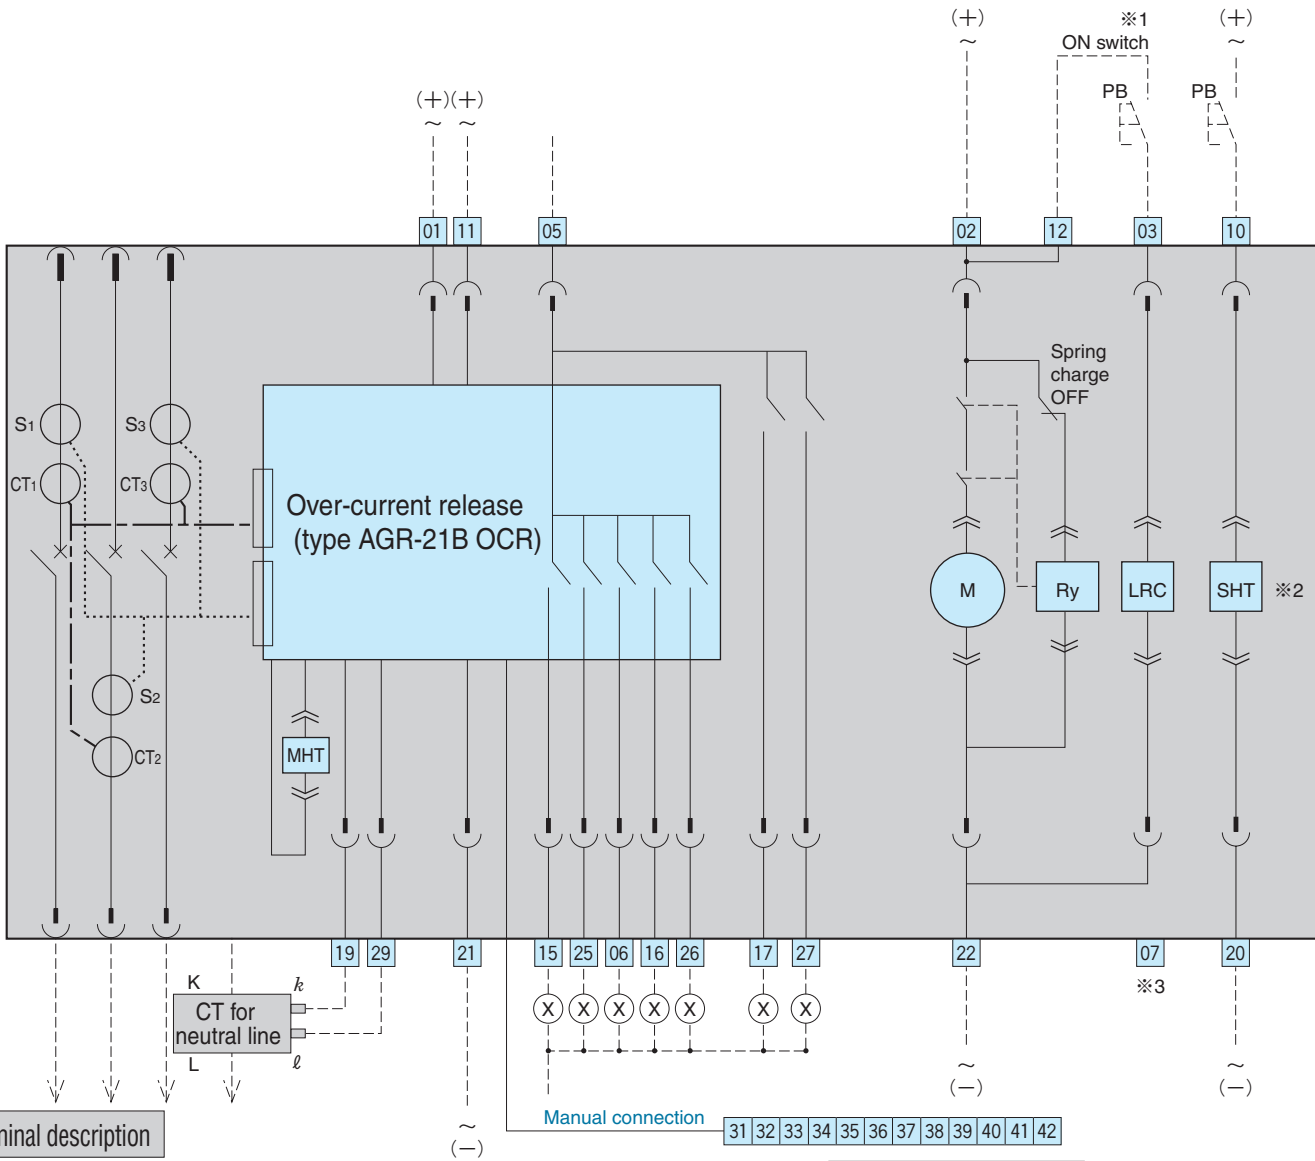 (+)
~
※1
ON switch
(+)
~
PB
PB
(+) (+)
~ ~
01 11 05 02 12 03 10
Spring
charge
OFF
S1
S3
CT1
CT3
Over-current release
(type AGR-21B OCR)
M
Ry
LRC
SHT
※2
S2
CT2
MHT
19 29 21 15 25 06 16 26 17 27 22 07 20
※3
K
k
CT for
neutral line
L
ℓ
X X X X X X X
~
(−)
~
(−)
Manual connection
31 32 33 34 35 36 37 38 39 40 41 42
~
(−)
description